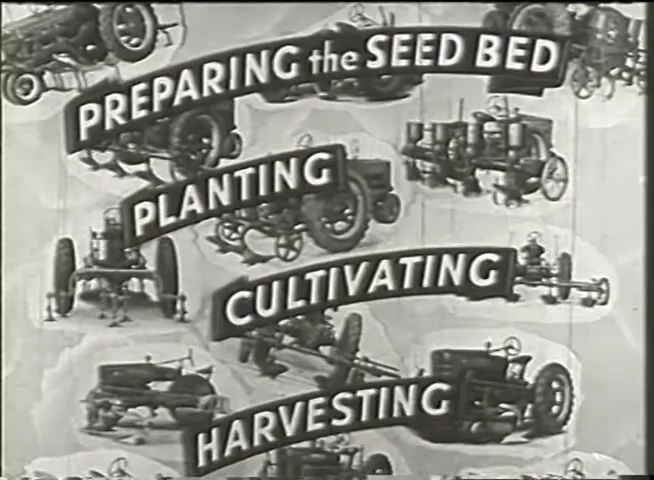 PREPARING the SEED BED
PLANTING
CULTIVATING
HARVESTING